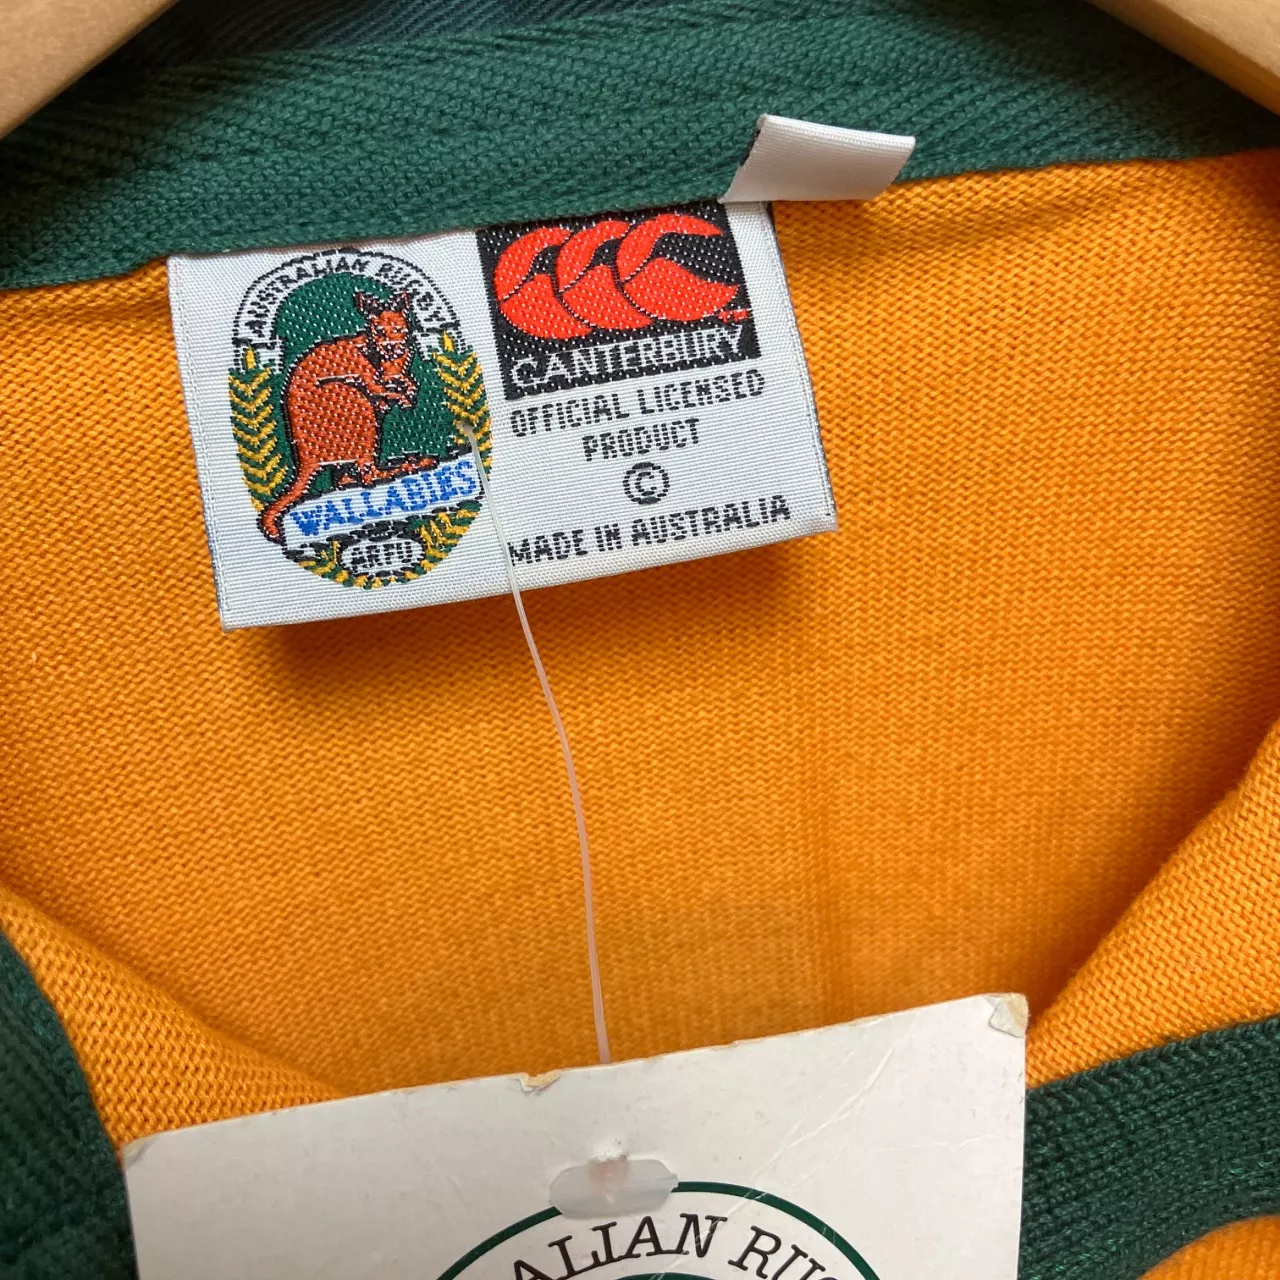 AUSTRALIAN RUGBY
WALLABIES
ARFU
CANTERBURY
OFFICIAL LICENSED
PRODUCT
©
MADE IN AUSTRALIA
ALIAN RU